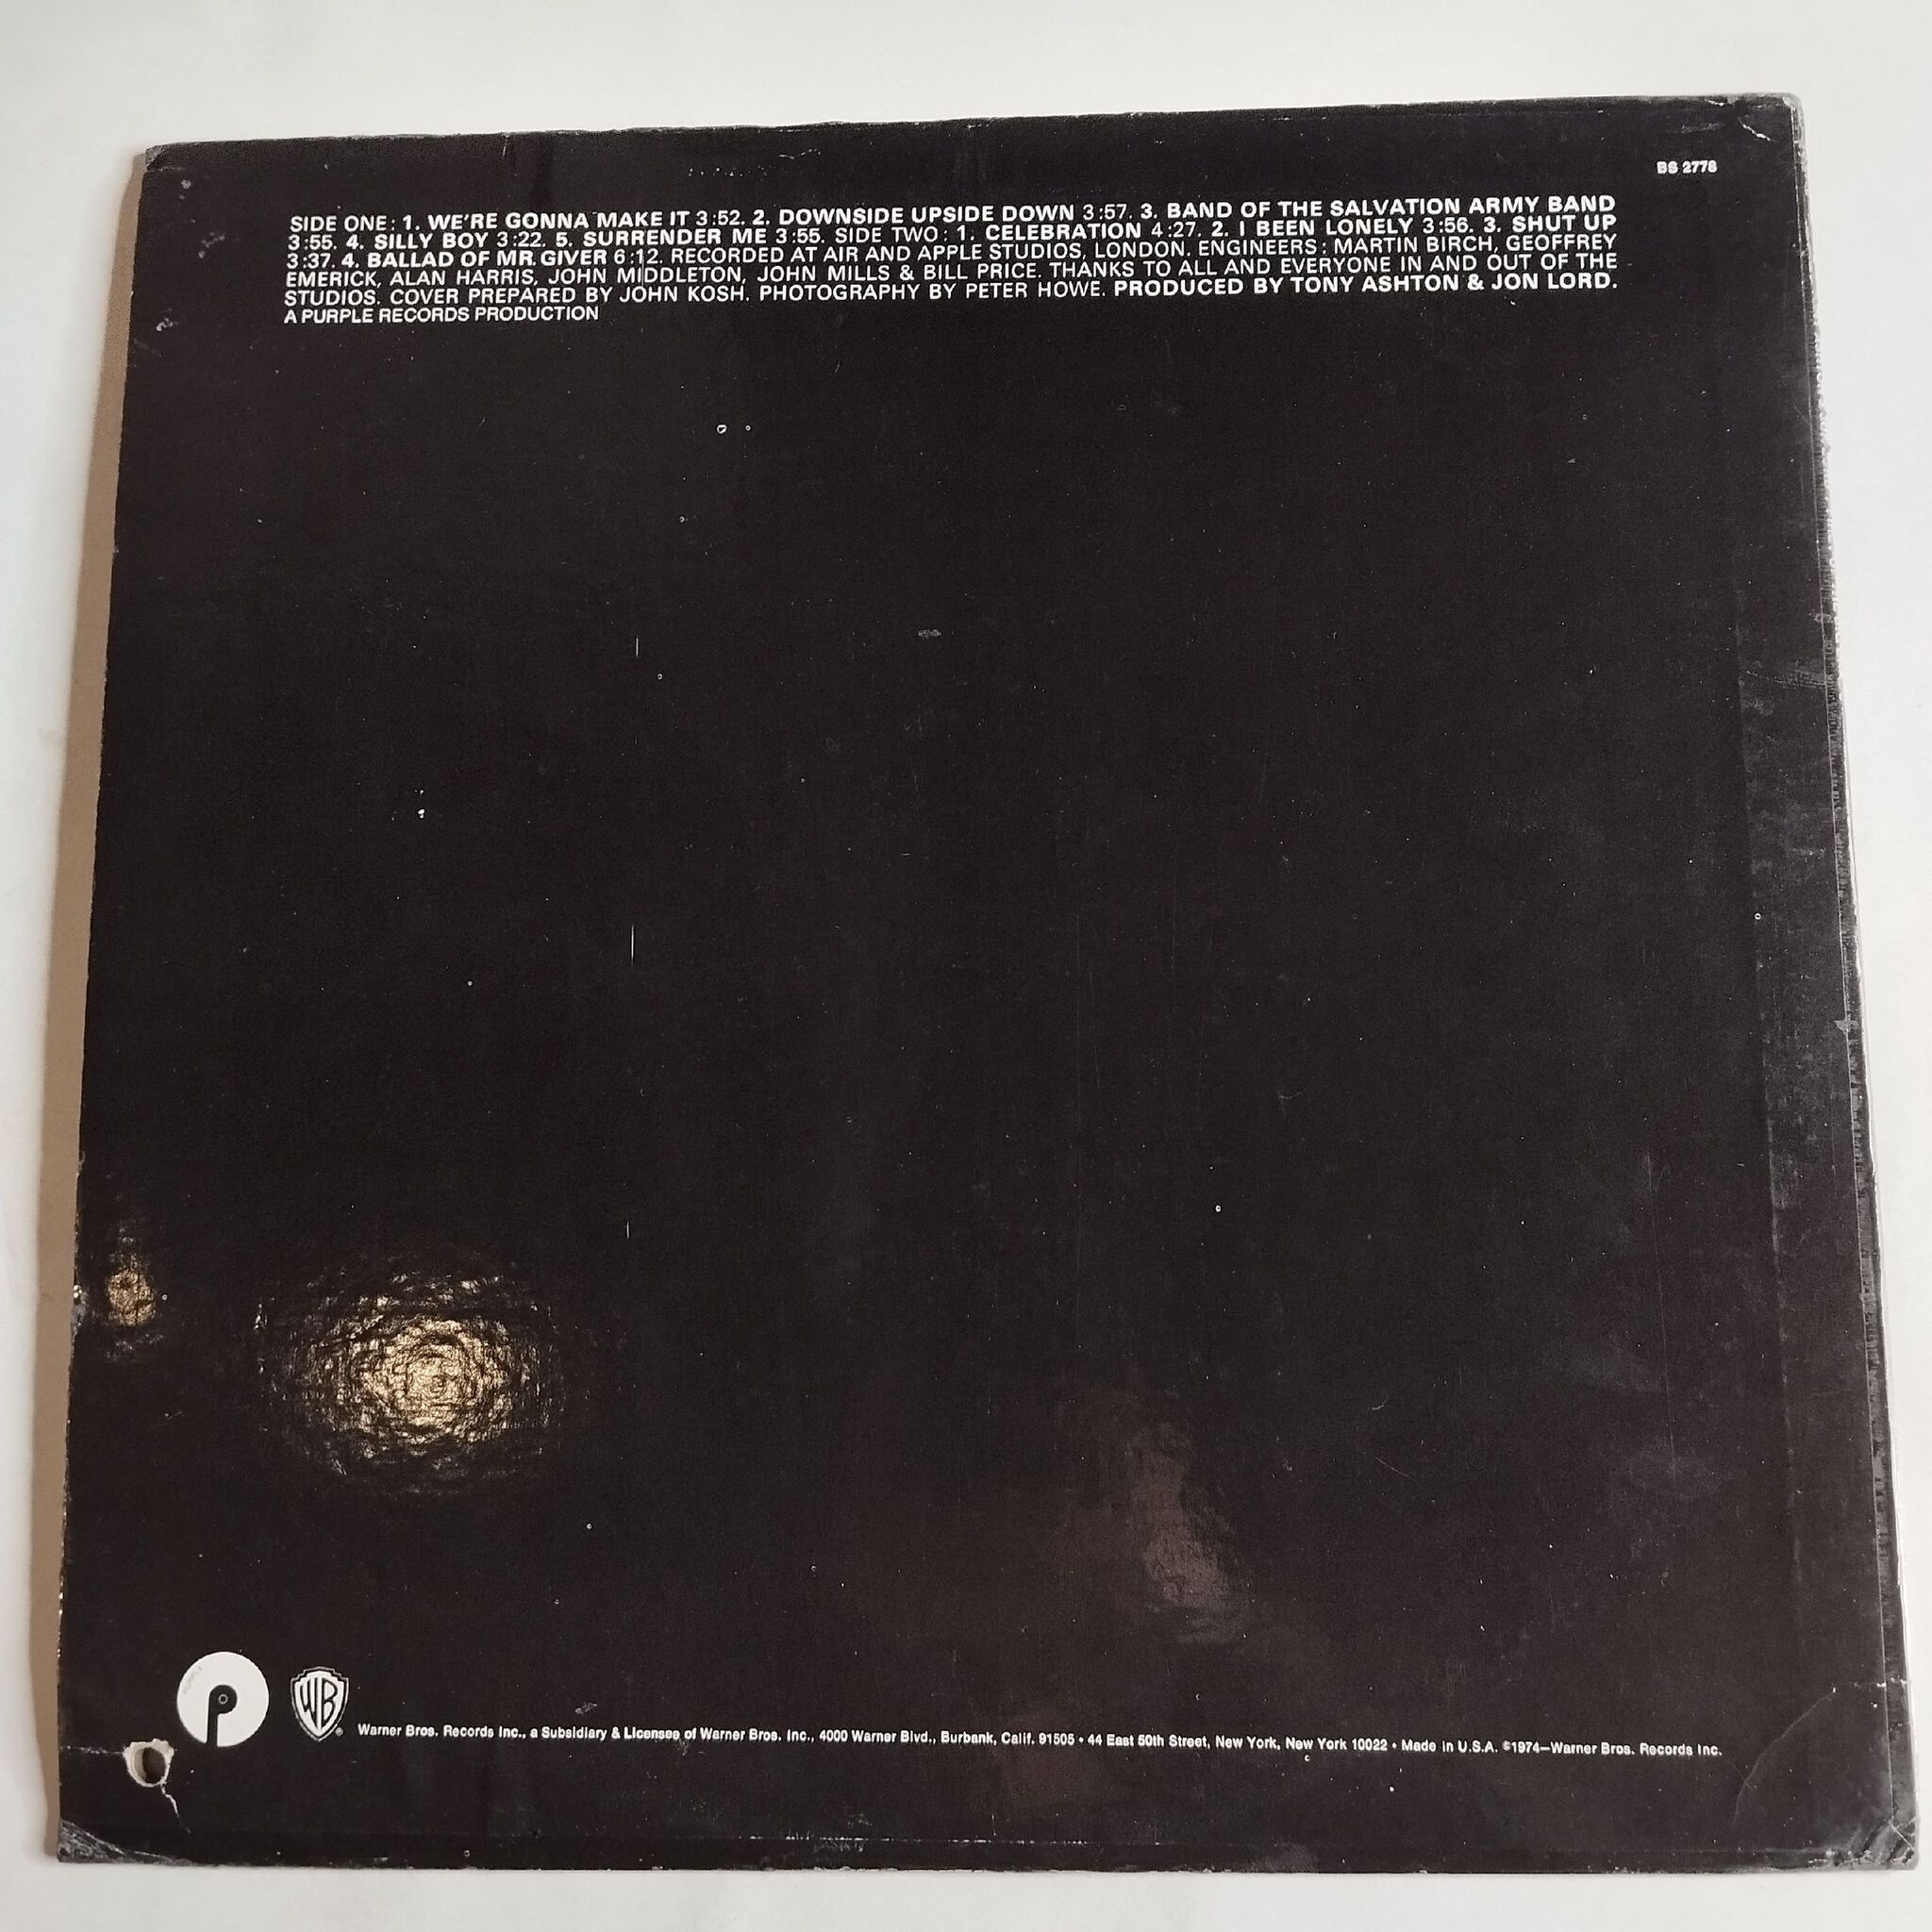 BS 2778
SIDE ONE: 1. WE'RE GONNA MAKE IT 3:52. 2. DOWNSIDE UPSIDE DOWN 3:57. 3. BAND OF THE SALVATION ARMY BAND
3:55. 4. SILLY BOY 3:22. 5. SURRENDER ME 3:55. SIDE TWO: 1. CELEBRATION 4:27. 2. I BEEN LONELY 3:56. 3. SHUT UP
3:37. 4. BALLAD OF MR. GIVER 6:12. RECORDED AT AIR AND APPLE STUDIOS, LONDON. ENGINEERS: MARTIN BIRCH, GEOFFREY
EMERICK, ALAN HARRIS, JOHN MIDDLETON, JOHN MILLS & BILL PRICE. THANKS TO ALL AND EVERYONE IN AND OUT OF THE
STUDIOS. COVER PREPARED BY JOHN KOSH. PHOTOGRAPHY BY PETER HOWE. PRODUCED BY TONY ASHTON & JON LORD.
A PURPLE RECORDS PRODUCTION
PURPLE
P
WB
Warner Bros. Records Inc., a Subsidiary & Licensee of Warner Bros. Inc., 4000 Warner Blvd., Burbank, Calif. 91505 • 44 East 50th Street, New York, New York 10022 • Made in U.S.A. ©1974—Warner Bros. Records Inc.